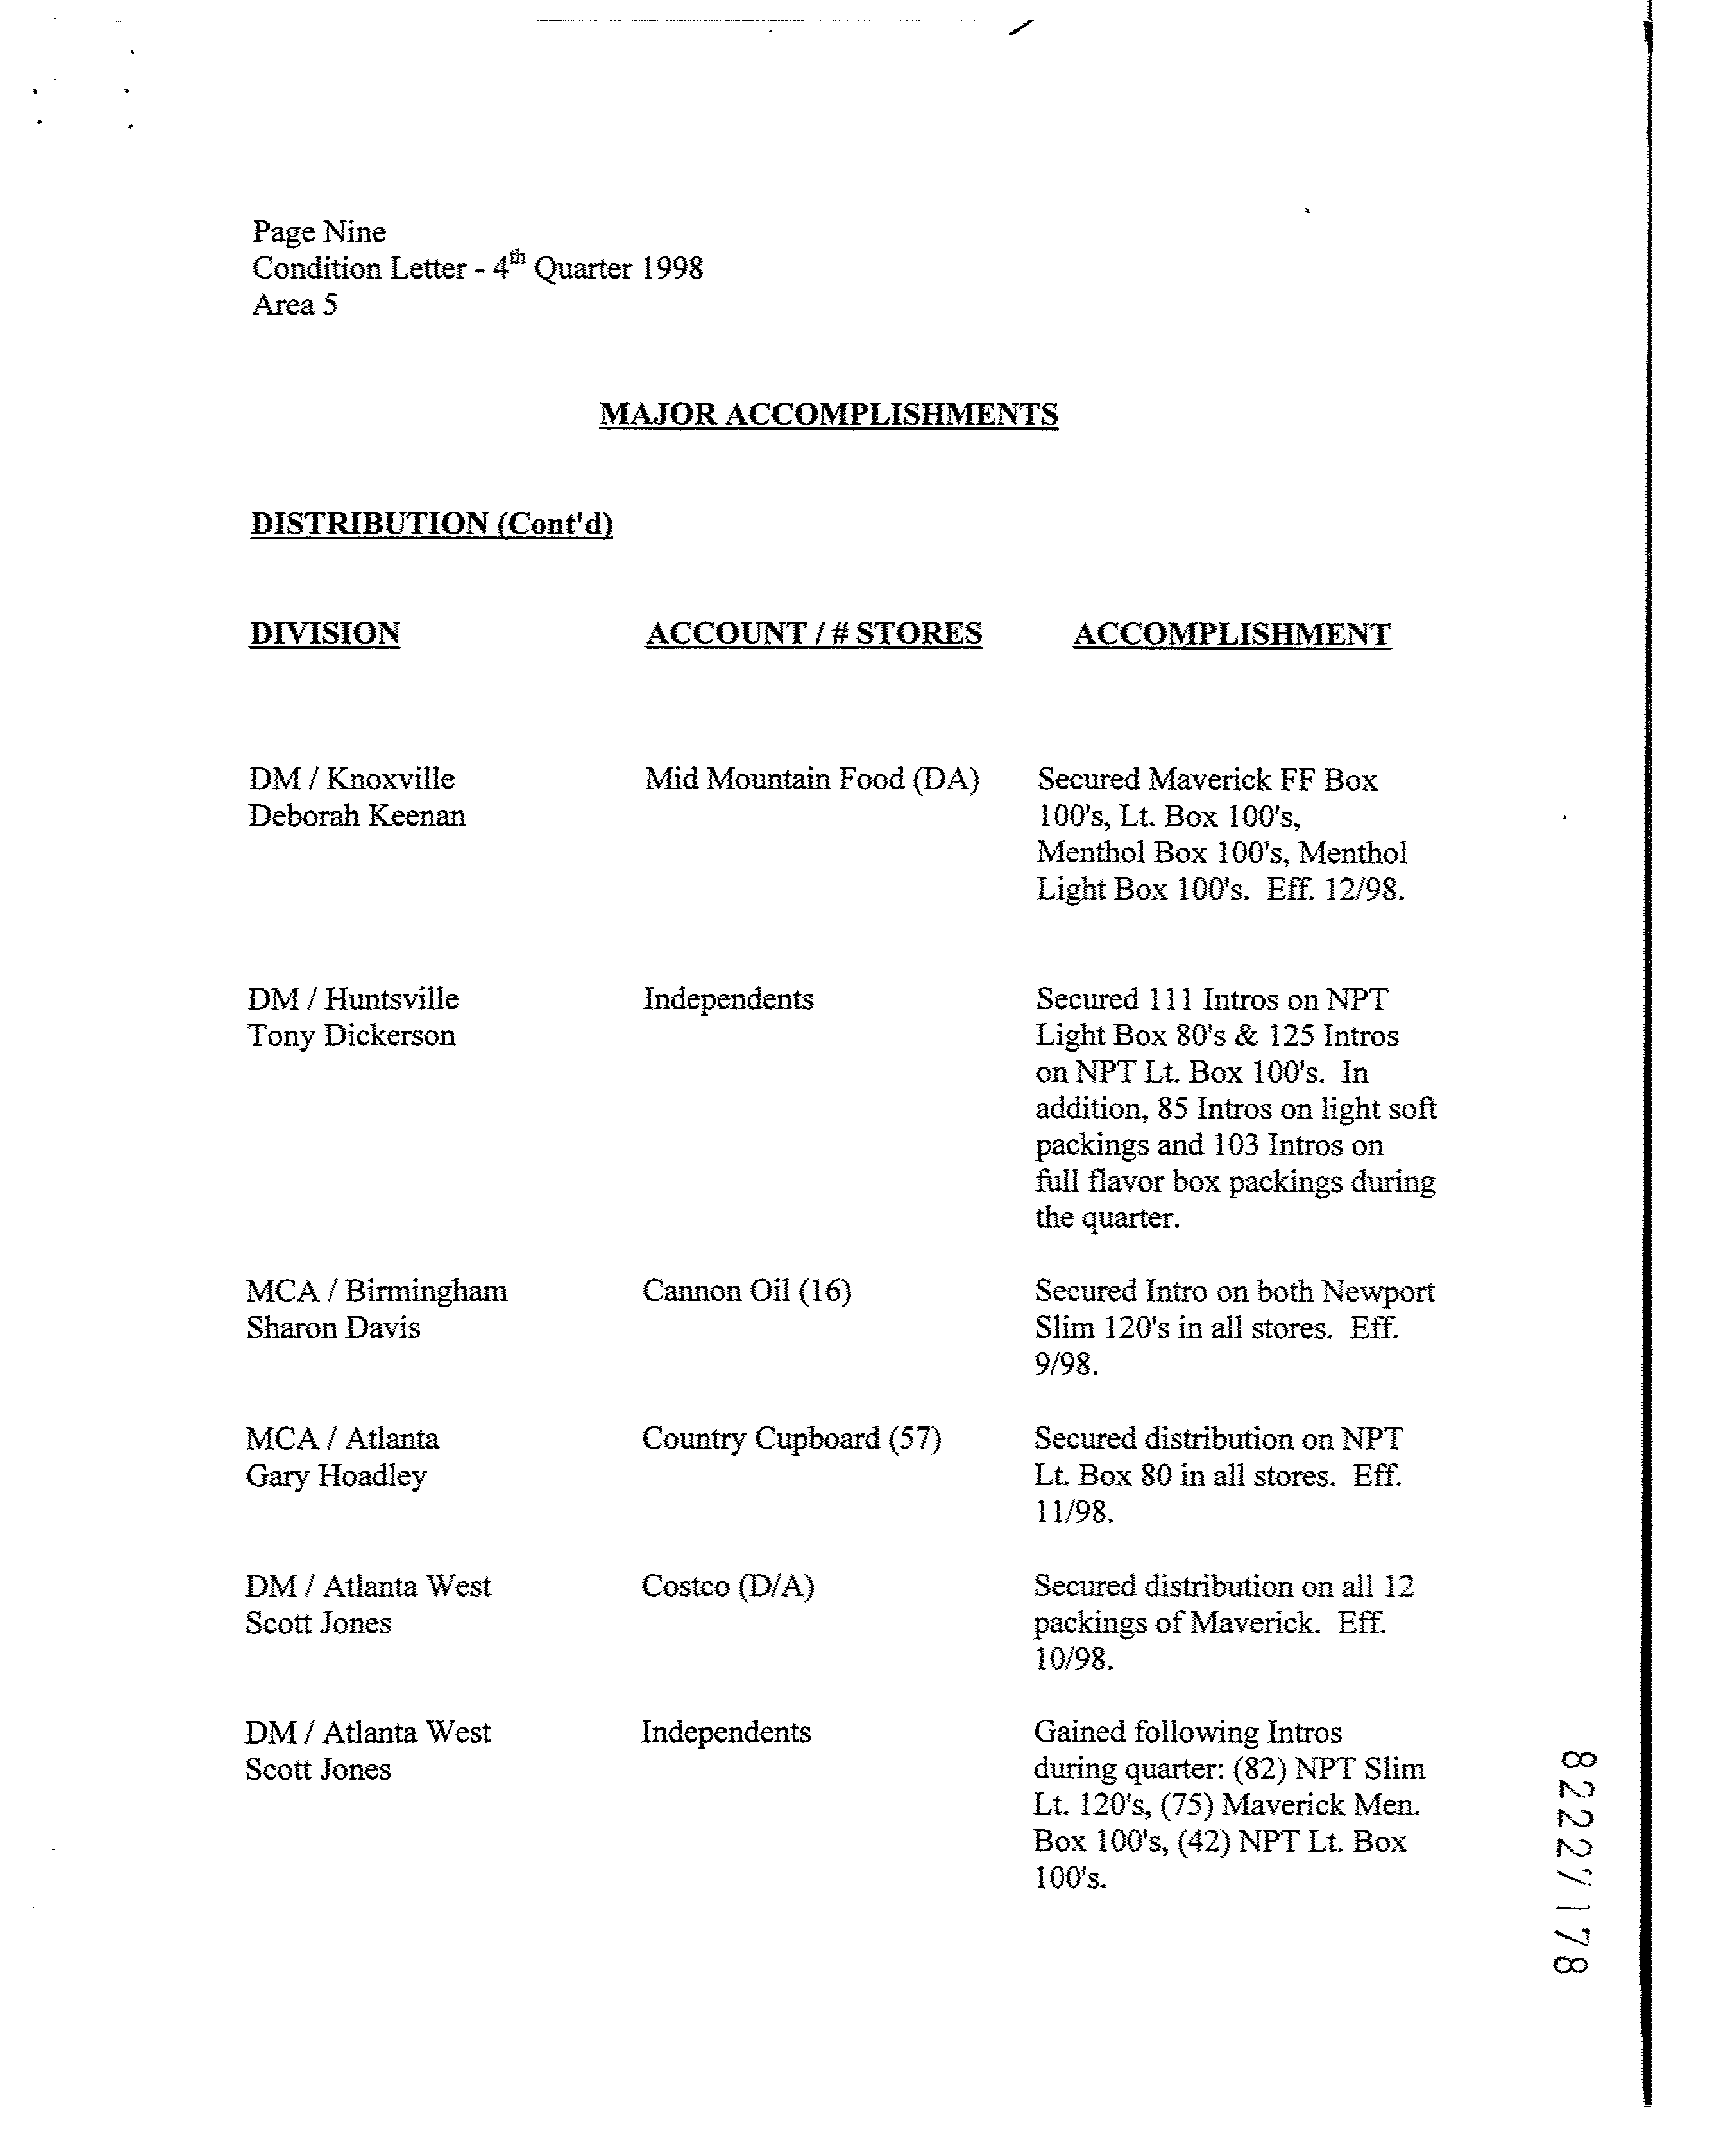 Page Nine
Condition Letter - 4th Quarter 1998
Area 5
MAJOR ACCOMPLISHMENTS
DISTRIBUTION (Cont'd)
DIVISION ACCOUNT / # STORES ACCOMPLISHMENT
DM / Knoxville Mid Mountain Food (DA) Secured Maverick FF Box
Deborah Keenan 100's, Lt. Box 100's,
Menthol Box 100's, Menthol
Light Box 100's. Eff. 12/98.
DM / Huntsville Independents Secured 111 Intros on NPT
Tony Dickerson Light Box 80's & 125 Intros
on NPT Lt. Box 100's. In
addition, 85 Intros on light soft
packings and 103 Intros on
full flavor box packings during
the quarter.
MCA / Birmingham Cannon Oil (16) Secured Intro on both Newport
Sharon Davis Slim 120's in all stores. Eff.
9/98.
MCA / Atlanta Country Cupboard (57) Secured distribution on NPT
Gary Hoadley Lt. Box 80 in all stores. Eff.
11/98.
DM / Atlanta West Costco (D/A) Secured distribution on all 12
Scott Jones packings of Maverick. Eff.
10/98.
DM / Atlanta West Independents Gained following Intros
Scott Jones during quarter: (82) NPT Slim
Lt. 120's, (75) Maverick Men.
Box 100's, (42) NPT Lt. Box
100's.
82227178